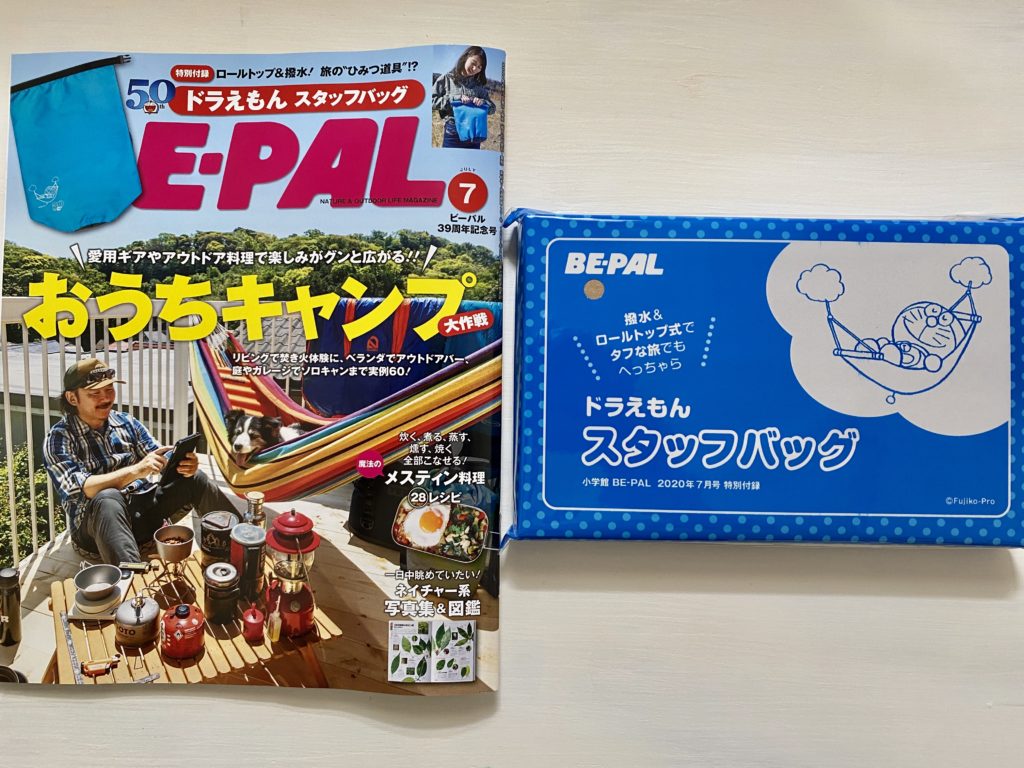 特別付録 ロールトップ&撥水! 旅の"ひみつ道具"!?
50th
ドラえもん スタッフバッグ
E-PAL
NATURE & OUTDOOR LIFE MAGAZINE
JULY
7
ビーパル
39周年記念号
愛用ギアやアウトドア料理で楽しみがグンと広がる!!
おうちキャンプ
大作戦
リビングで焚き火体験に、ベランダでアウトドアバー、
庭やガレージでソロキャンまで実例60!
炊く、煮る、蒸す、
燻す、焼く
全部こなせる!
魔法の
メスティン料理
28レシピ
一日中眺めていたい!
ネイチャー系
写真集&図鑑
BE-PAL
撥水&
ロールトップ式で
タフな旅でも
へっちゃら
ドラえもん
スタッフバッグ
小学館 BE-PAL 2020年7月号 特別付録
©Fujiko-Pro